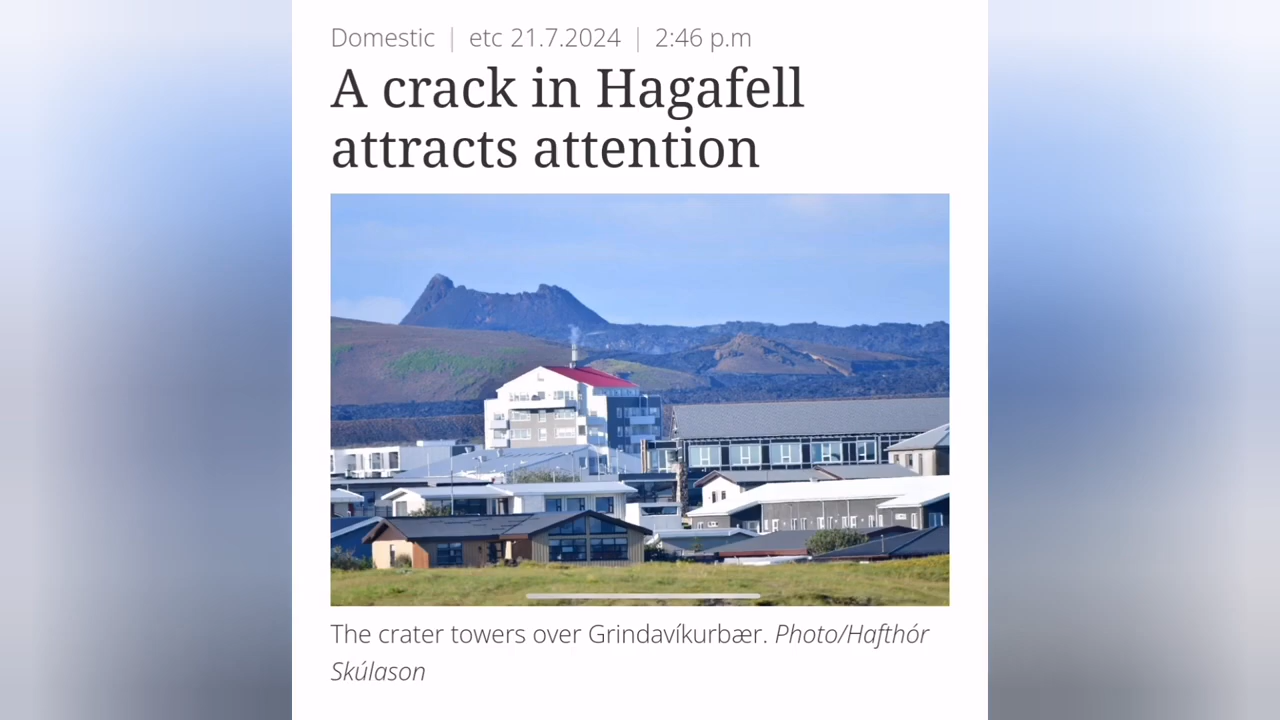 Domestic | etc 21.7.2024 | 2:46 p.m
A crack in Hagafell
attracts attention
The crater towers over Grindavíkurbær. Photo/Hafthór
Skúlason